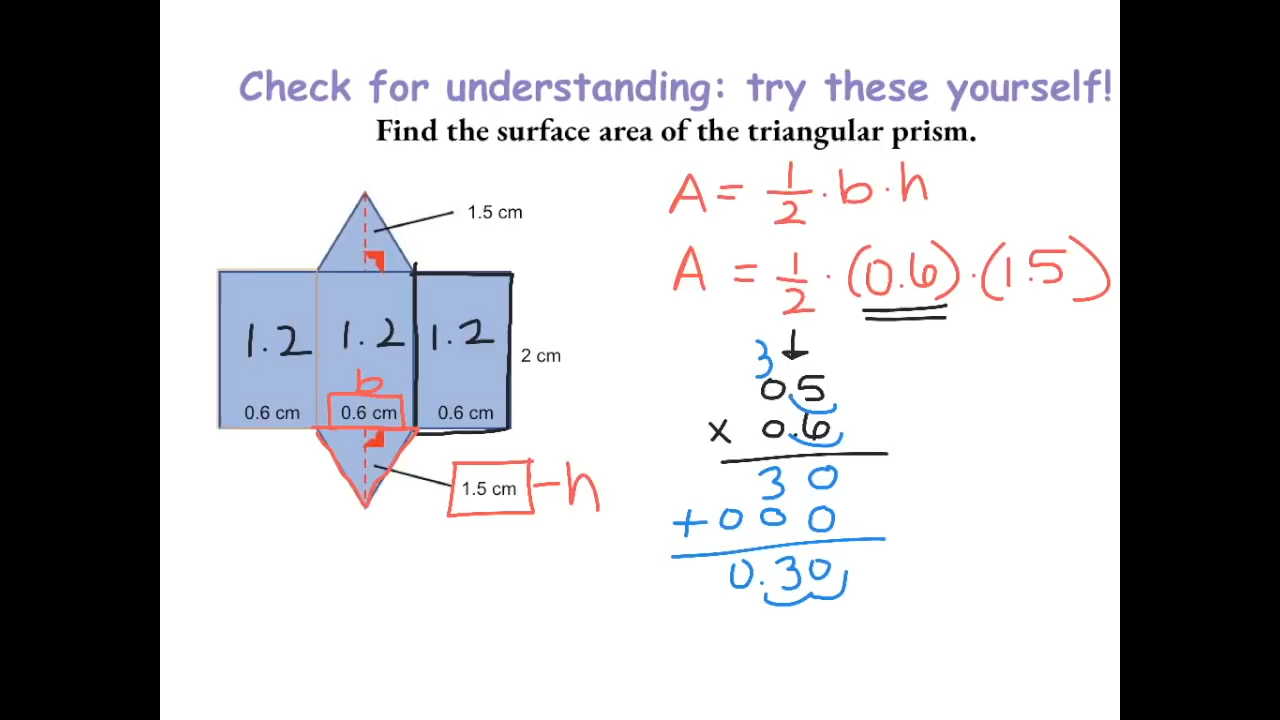 Check for understanding: try these yourself!
Find the surface area of the triangular prism.
A = 1/2 · b · h
1.5 cm
A = 1/2 · (0.6) · (1.5)
1.2 1.2 1.2
2 cm
b
0.6 cm 0.6 cm 0.6 cm
1.5 cm - h
3
0.5
x 0.6
30
+000
0.30